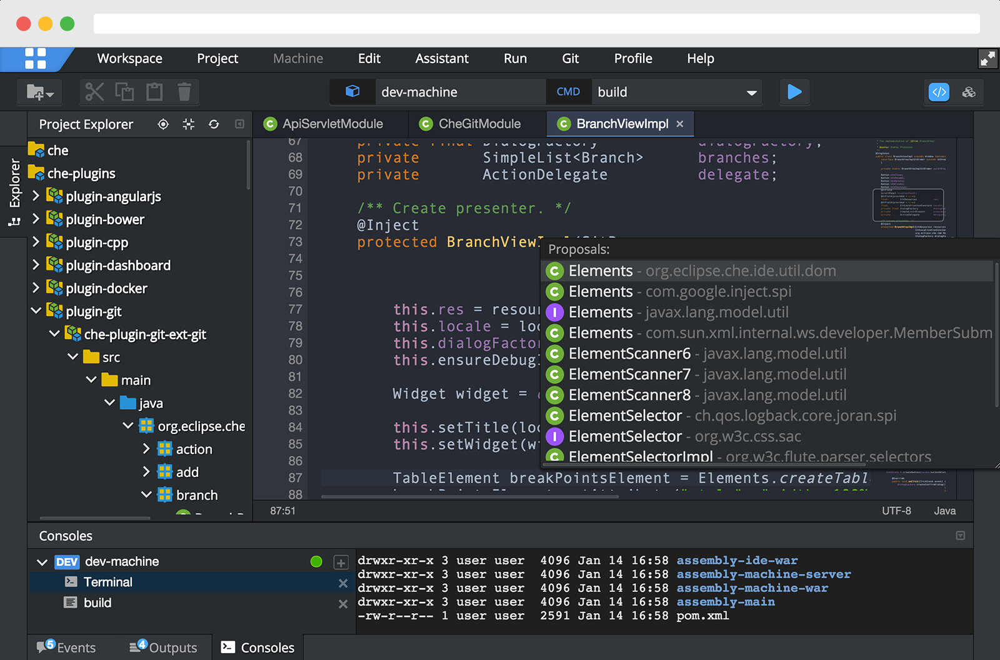 Workspace Project Machine Edit Assistant Run Git Profile Help
dev-machine CMD build
Explorer
Project Explorer
che
che-plugins
plugin-angularjs
plugin-bower
plugin-cpp
plugin-dashboard
plugin-docker
plugin-git
che-plugin-git-ext-git
src
main
java
org.eclipse.che
action
add
branch
ApiServletModule CheGitModule BranchViewImpl
67 private final DialogFactory dialogFactory;
68 private SimpleList<Branch> branches;
69 private ActionDelegate delegate;
70
71 /** Create presenter. */
72 @Inject
73 protected BranchViewI
74
75
76
77 this.res = resou
78 this.locale = loc
79 this.dialogFacto
80 this.ensureDebug
81
82 Widget widget =
83
84 this.setTitle(loc
85 this.setWidget(w
86
87 TableElement breakPointsElement = Elements.createTabl
88
Proposals:
Elements - org.eclipse.che.ide.util.dom
Elements - com.google.inject.spi
Elements - javax.lang.model.util
Elements - com.sun.xml.internal.ws.developer.MemberSubm
ElementScanner6 - javax.lang.model.util
ElementScanner7 - javax.lang.model.util
ElementScanner8 - javax.lang.model.util
ElementSelector - ch.qos.logback.core.joran.spi
ElementSelector - org.w3c.css.sac
ElementSelectorImpl - org.w3c.flute.parser.selectors
87:51 UTF-8 Java
Consoles
DEV dev-machine
Terminal
build
drwxr-xr-x 3 user user 4096 Jan 14 16:58 assembly-ide-war
drwxr-xr-x 3 user user 4096 Jan 14 16:58 assembly-machine-server
drwxr-xr-x 3 user user 4096 Jan 14 16:58 assembly-machine-war
drwxr-xr-x 3 user user 4096 Jan 14 16:58 assembly-main
-rw-r--r-- 1 user user 2591 Jan 14 16:58 pom.xml
5 Events 4 Outputs Consoles